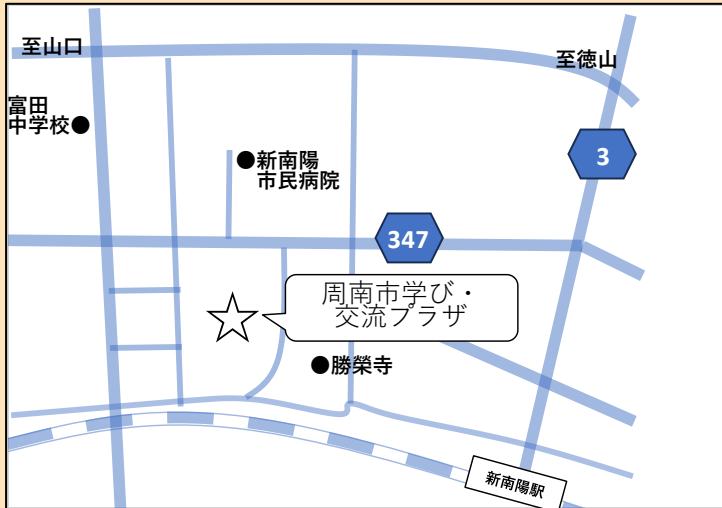 至山口
至徳山
富田
中学校
新南陽
市民病院
3
347
周南市学び・
交流プラザ
勝榮寺
新南陽駅